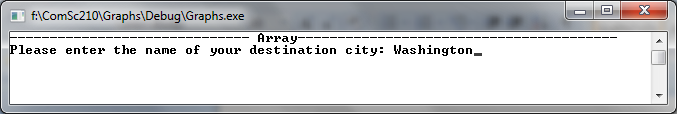 f:\ComSc210\Graphs\Debug\Graphs.exe
------------------------------ Array----------------------------------------
Please enter the name of your destination city: Washington_